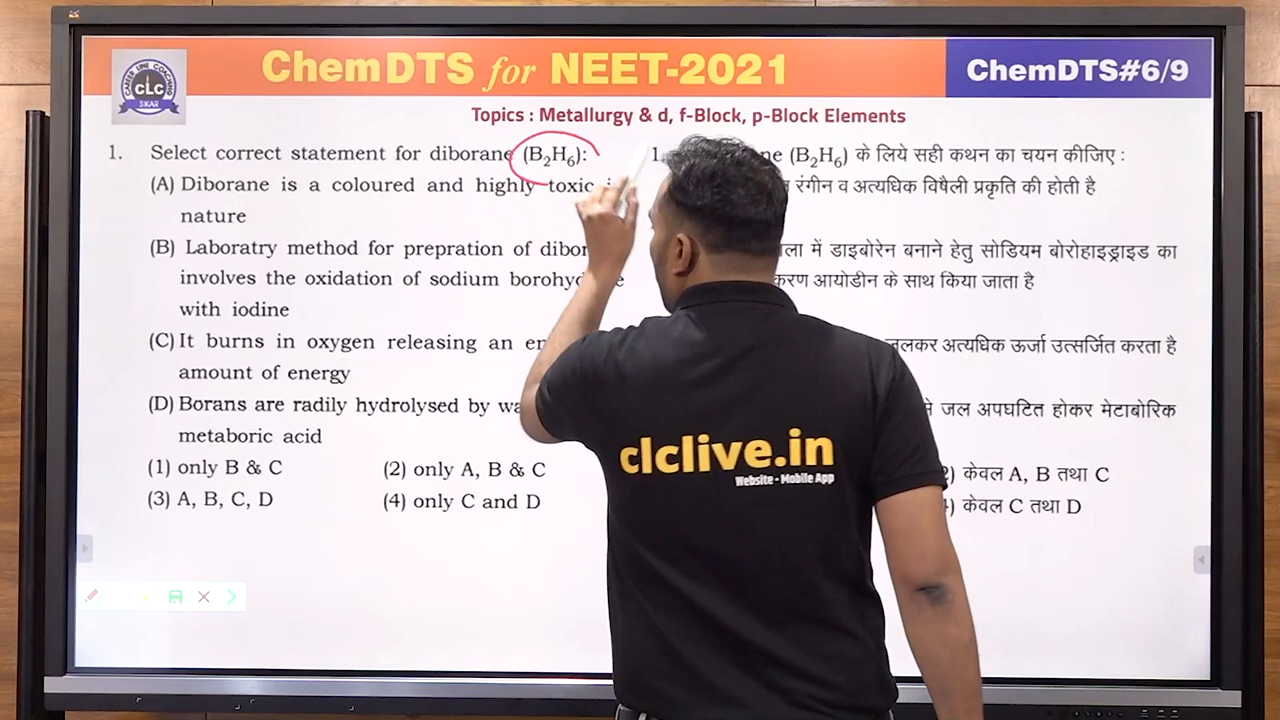 CAREER LINE COACHING
CLC
SIKAR
ChemDTS for NEET-2021
ChemDTS#6/9
Topics : Metallurgy & d, f-Block, p-Block Elements
1. Select correct statement for diborane (B₂H₆):
(A) Diborane is a coloured and highly toxic
nature
(B) Laboratry method for prepration of
involves the oxidation of sodium
with iodine
(C) It burns in oxygen releasing an
amount of energy
(D) Borans are radily hydrolysed by
metaboric acid
(1) only B & C (2) only A, B & C
(3) A, B, C, D (4) only C and D
1. (B₂H₆) के लिये सही कथन का चयन कीजिए :
रंगीन व अत्यधिक विषैली प्रकृति की होती है
में डाइबोरेन बनाने हेतु सोडियम बोरोहाइड्राइड का
आयोडीन के साथ किया जाता है
जलकर अत्यधिक ऊर्जा उत्सर्जित करता है
जल अपघटित होकर मेटाबोरिक
केवल A, B तथा C
केवल C तथा D
clclive.in
Website - Mobile App